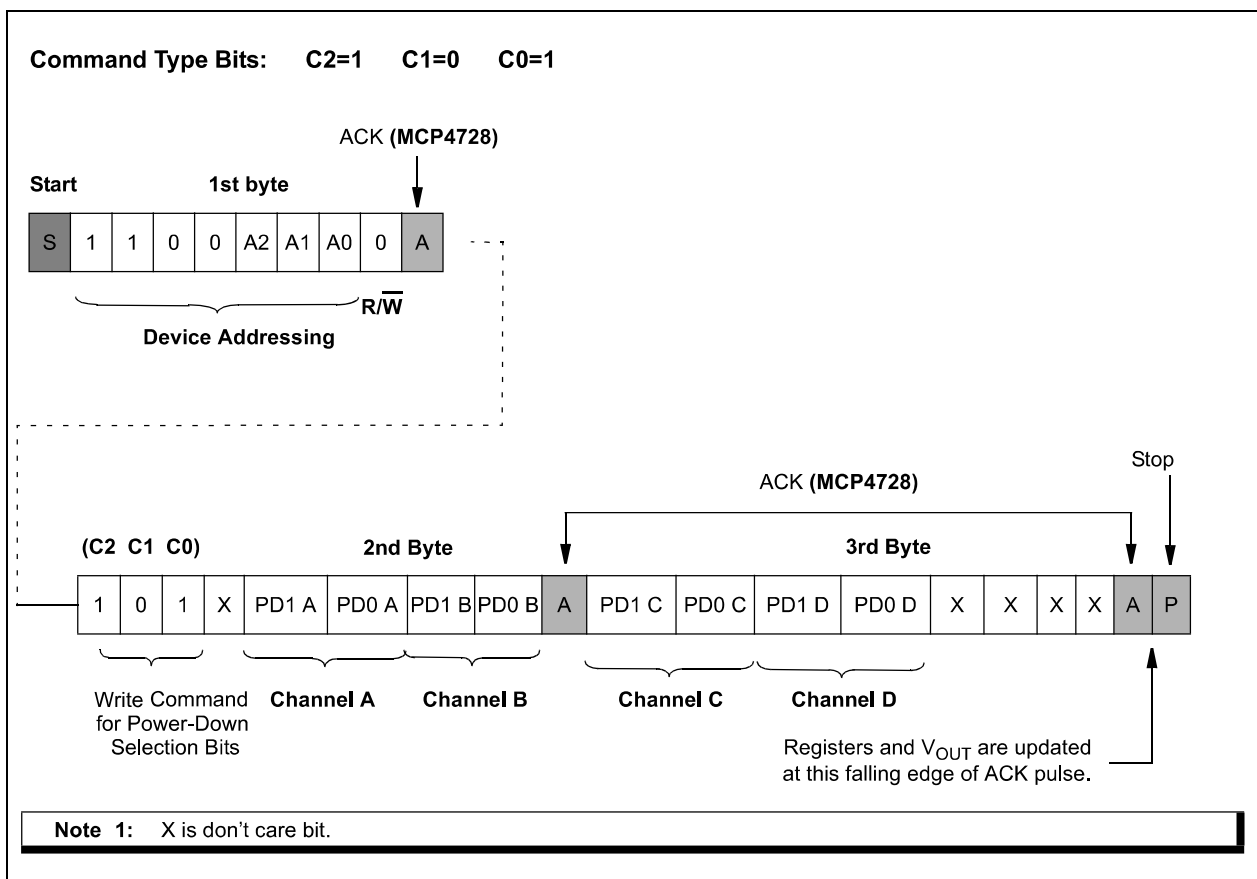 Command Type Bits: C2=1 C1=0 C0=1
ACK (MCP4728)
Start 1st byte
S 1 1 0 0 A2 A1 A0 0 A
R/W
Device Addressing
Stop
ACK (MCP4728)
(C2 C1 C0) 2nd Byte 3rd Byte
1 0 1 X PD1 A PD0 A PD1 B PD0 B A PD1 C PD0 C PD1 D PD0 D X X X X A P
Write Command Channel A Channel B Channel C Channel D
for Power-Down
Selection Bits
Registers and VOUT are updated
at this falling edge of ACK pulse.
Note 1: X is don't care bit.